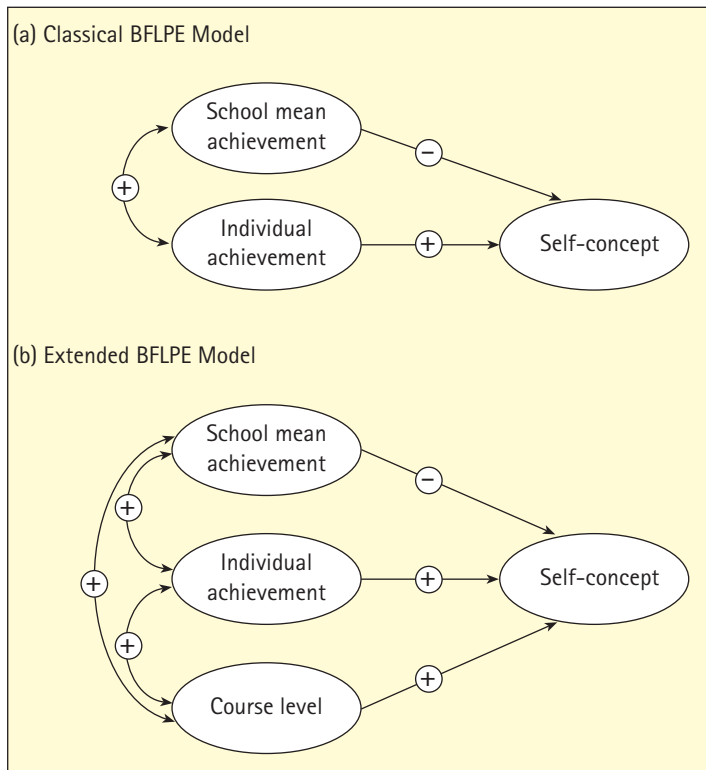 (a) Classical BFLPE Model
School mean
achievement
−
+
Individual
achievement
+
Self-concept
(b) Extended BFLPE Model
School mean
achievement
−
+
Individual
achievement
+
Self-concept
+
+
+
Course level